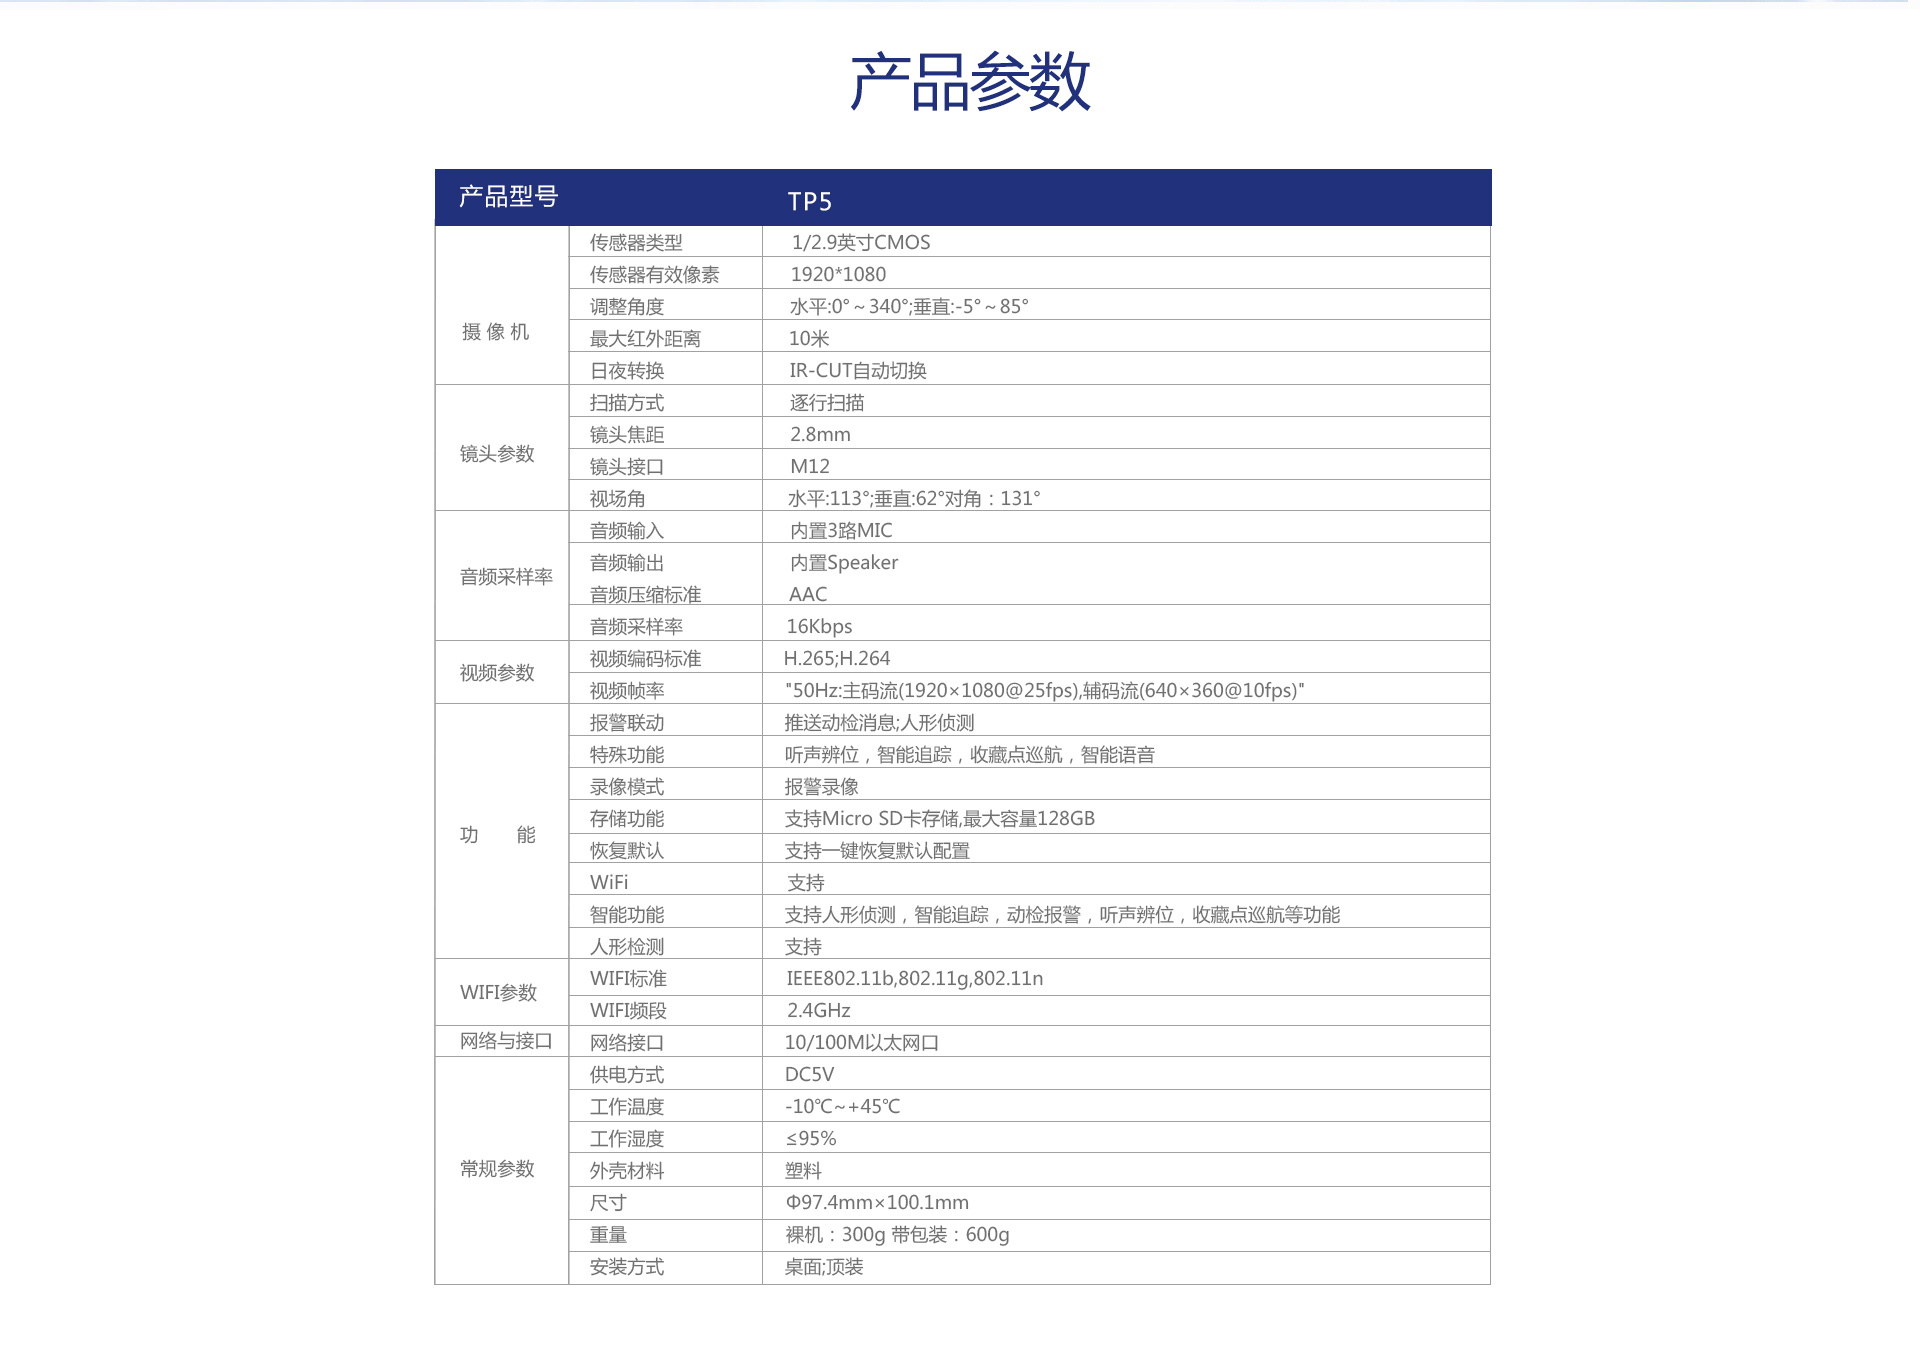 产品参数
产品型号 TP5
传感器类型 1/2.9英寸CMOS
传感器有效像素 1920*1080
调整角度 水平:0°～340°;垂直:-5°～85°
摄 像 机
最大红外距离 10米
日夜转换 IR-CUT自动切换
扫描方式 逐行扫描
镜头焦距 2.8mm
镜头参数
镜头接口 M12
视场角 水平:113°;垂直:62°对角：131°
音频输入 内置3路MIC
音频输出 内置Speaker
音频采样率
音频压缩标准 AAC
音频采样率 16Kbps
视频编码标准 H.265;H.264
视频参数
视频帧率 "50Hz:主码流(1920×1080@25fps),辅码流(640×360@10fps)"
报警联动 推送动检消息;人形侦测
特殊功能 听声辨位，智能追踪，收藏点巡航，智能语音
录像模式 报警录像
存储功能 支持Micro SD卡存储,最大容量128GB
功 能
恢复默认 支持一键恢复默认配置
WiFi 支持
智能功能 支持人形侦测，智能追踪，动检报警，听声辨位，收藏点巡航等功能
人形检测 支持
WIFI标准 IEEE802.11b,802.11g,802.11n
WIFI参数
WIFI频段 2.4GHz
网络与接口 网络接口 10/100M以太网口
供电方式 DC5V
工作温度 -10℃~+45℃
工作湿度 ≤95%
常规参数
外壳材料 塑料
尺寸 Φ97.4mm×100.1mm
重量 裸机：300g 带包装：600g
安装方式 桌面;顶装